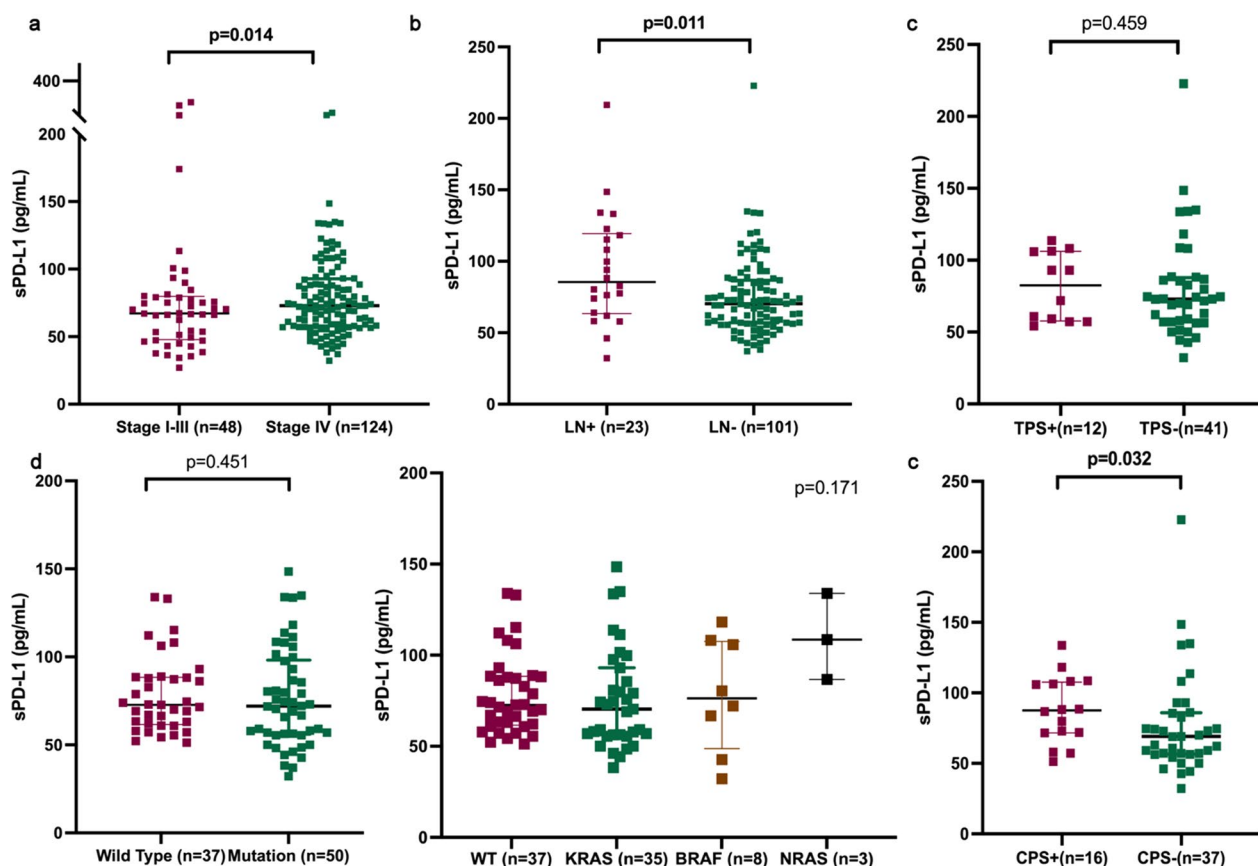 a
p=0.014
400
200
150
100
50
0
sPD-L1 (pg/mL)
Stage I-III (n=48)
Stage IV (n=124)
b
p=0.011
250
200
150
100
50
0
sPD-L1 (pg/mL)
LN+ (n=23)
LN- (n=101)
c
p=0.459
250
200
150
100
50
0
sPD-L1 (pg/mL)
TPS+(n=12)
TPS-(n=41)
d
p=0.451
200
150
100
50
0
sPD-L1 (pg/mL)
Wild Type (n=37)
Mutation (n=50)
p=0.171
200
150
100
50
0
sPD-L1 (pg/mL)
WT (n=37)
KRAS (n=35)
BRAF (n=8)
NRAS (n=3)
c
p=0.032
250
200
150
100
50
0
sPD-L1 (pg/mL)
CPS+(n=16)
CPS-(n=37)